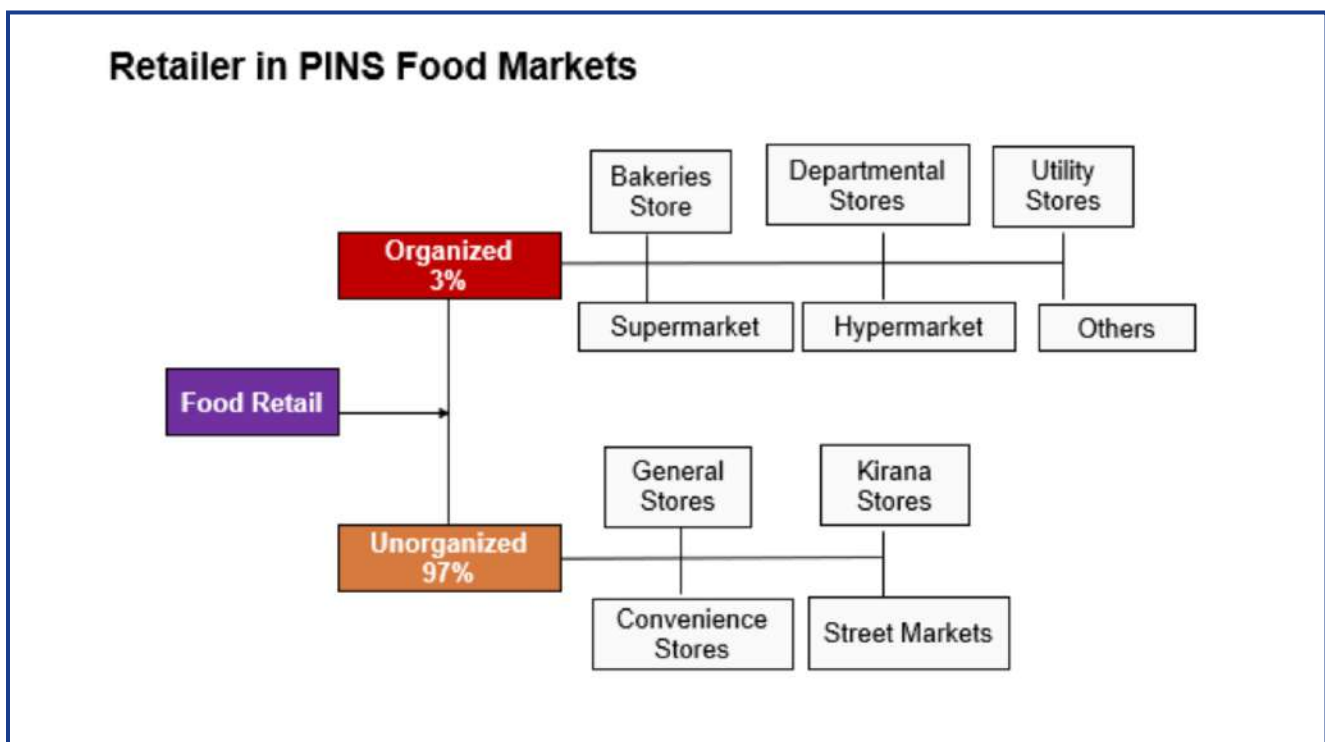 Retailer in PINS Food Markets
Bakeries
Store
Departmental
Stores
Utility
Stores
Organized
3%
Supermarket
Hypermarket
Others
Food Retail
General
Stores
Kirana
Stores
Unorganized
97%
Convenience
Stores
Street Markets